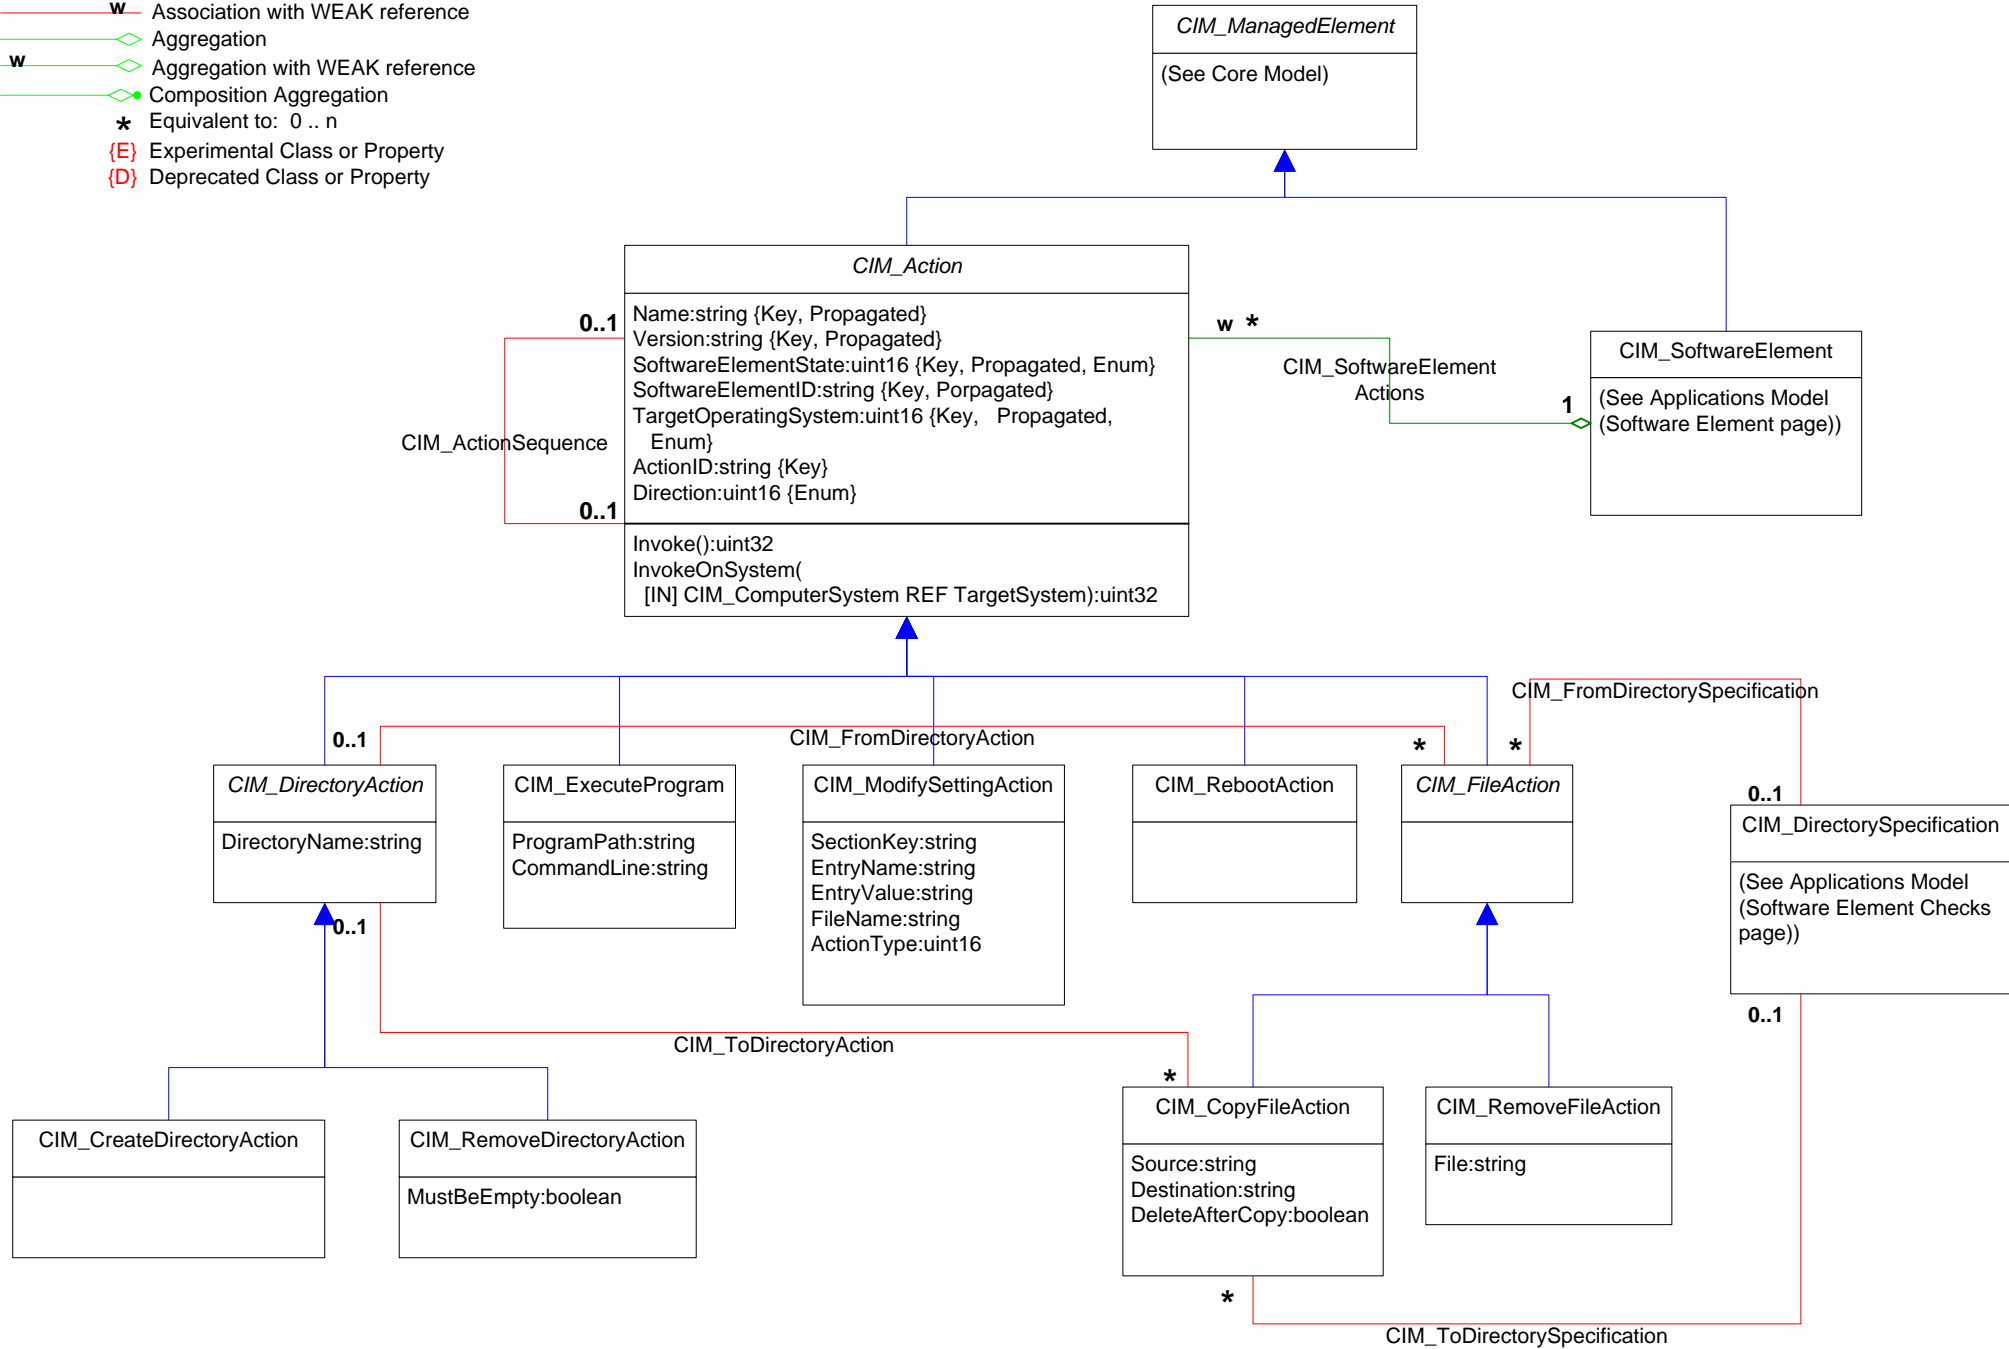 w Association with WEAK reference
Aggregation
w Aggregation with WEAK reference
Composition Aggregation
* Equivalent to: 0 .. n
{E} Experimental Class or Property
{D} Deprecated Class or Property
CIM_ManagedElement
(See Core Model)
CIM_Action
Name:string {Key, Propagated}
Version:string {Key, Propagated}
SoftwareElementState:uint16 {Key, Propagated, Enum}
SoftwareElementID:string {Key, Porpagated}
TargetOperatingSystem:uint16 {Key, Propagated,
Enum}
ActionID:string {Key}
Direction:uint16 {Enum}
Invoke():uint32
InvokeOnSystem(
[IN] CIM_ComputerSystem REF TargetSystem):uint32
0..1
CIM_ActionSequence
0..1
w *
CIM_SoftwareElement
Actions
1
CIM_SoftwareElement
(See Applications Model
(Software Element page))
CIM_FromDirectorySpecification
0..1
CIM_FromDirectoryAction
*
*
CIM_DirectoryAction
DirectoryName:string
0..1
CIM_ExecuteProgram
ProgramPath:string
CommandLine:string
CIM_ModifySettingAction
SectionKey:string
EntryName:string
EntryValue:string
FileName:string
ActionType:uint16
CIM_RebootAction
CIM_FileAction
0..1
CIM_DirectorySpecification
(See Applications Model
(Software Element Checks
page))
0..1
CIM_ToDirectoryAction
*
CIM_CreateDirectoryAction
CIM_RemoveDirectoryAction
MustBeEmpty:boolean
CIM_CopyFileAction
Source:string
Destination:string
DeleteAfterCopy:boolean
CIM_RemoveFileAction
File:string
*
CIM_ToDirectorySpecification